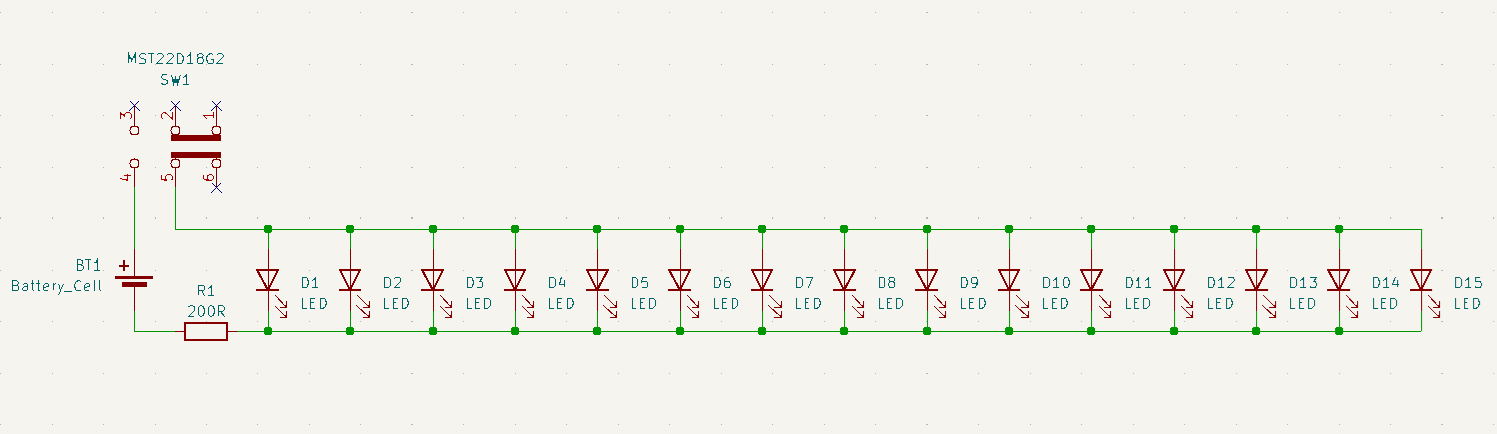 MST22D18G2
SW1
3
2
1
4
5
6
BT1
Battery_Cell
+
R1
200R
D1
LED
D2
LED
D3
LED
D4
LED
D5
LED
D6
LED
D7
LED
D8
LED
D9
LED
D10
LED
D11
LED
D12
LED
D13
LED
D14
LED
D15
LED